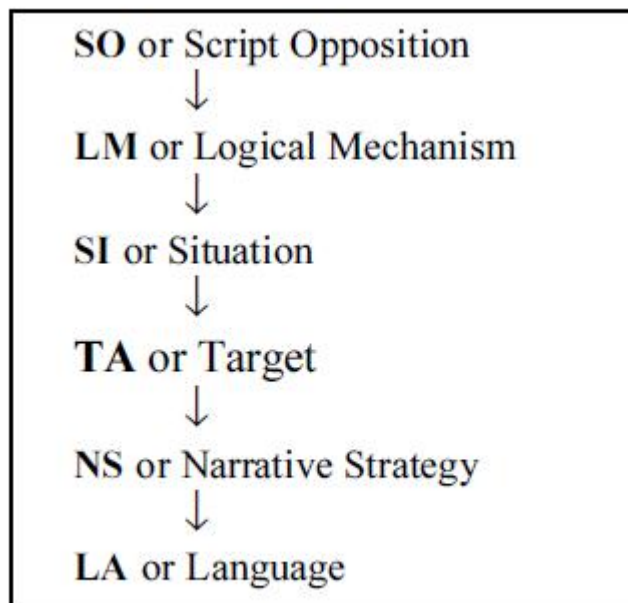 SO or Script Opposition
↓
LM or Logical Mechanism
↓
SI or Situation
↓
TA or Target
↓
NS or Narrative Strategy
↓
LA or Language